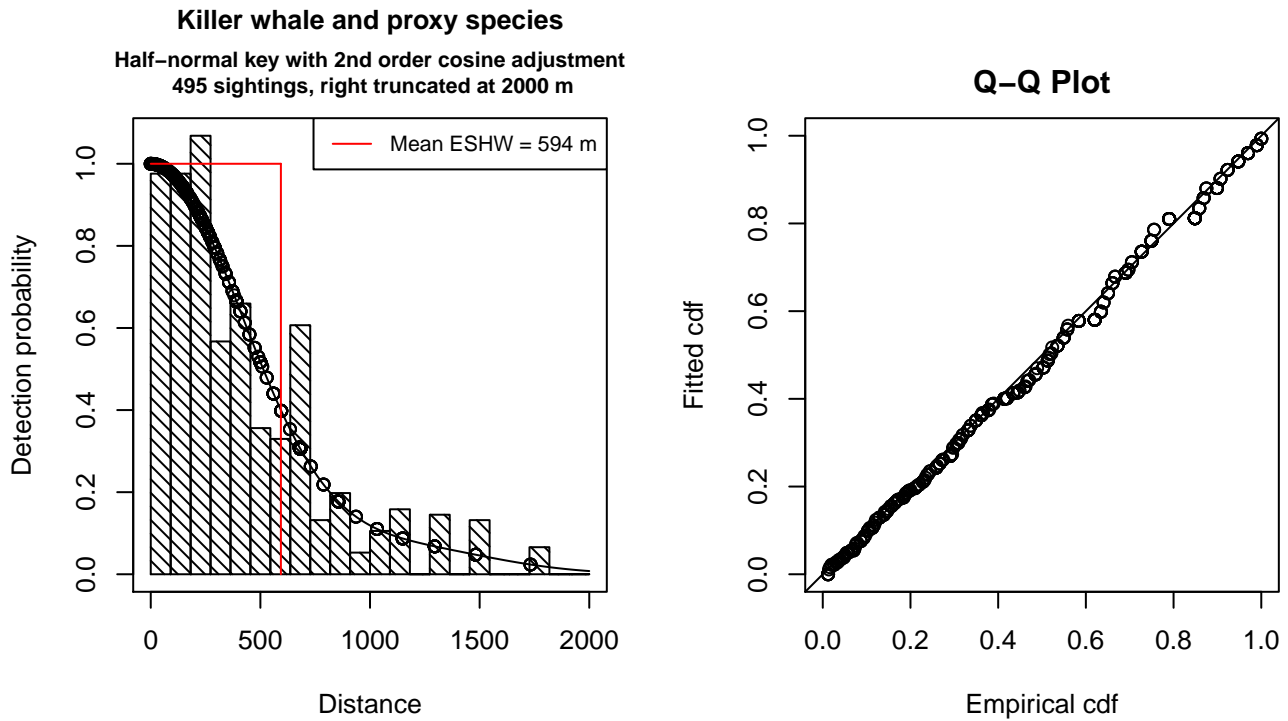 Killer whale and proxy species
Half−normal key with 2nd order cosine adjustment
495 sightings, right truncated at 2000 m
Mean ESHW = 594 m
Detection probability
0.0
0.2
0.4
0.6
0.8
1.0
0 500 1000 1500 2000
Distance
Q−Q Plot
Fitted cdf
0.0
0.2
0.4
0.6
0.8
1.0
0.0 0.2 0.4 0.6 0.8 1.0
Empirical cdf